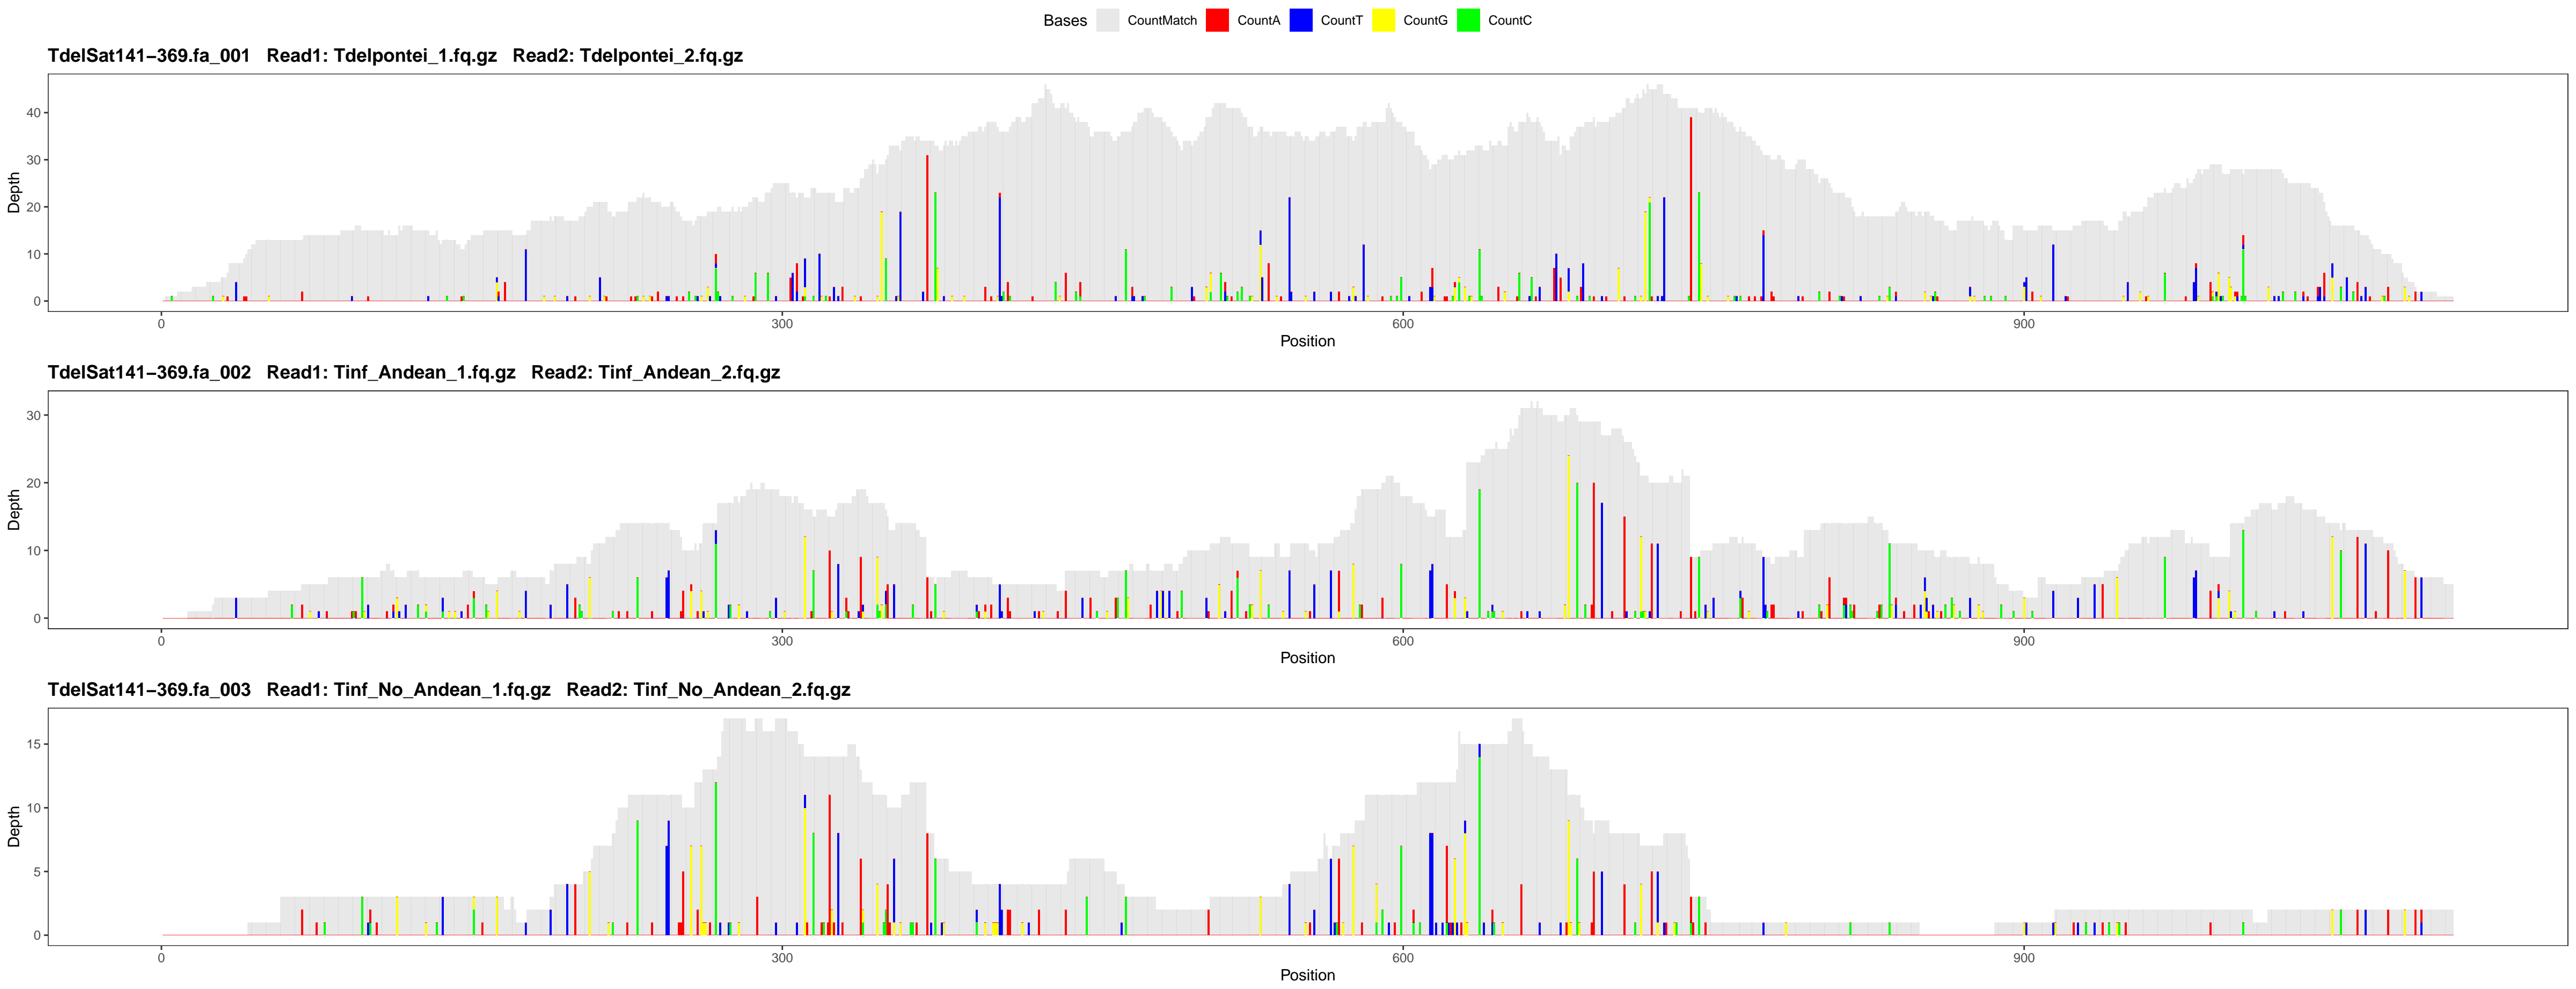 Bases CountMatch CountA CountT CountG CountC
TdelSat141−369.fa_001 Read1: Tdelpontei_1.fq.gz Read2: Tdelpontei_2.fq.gz
40
30
20
10
0
Depth
0 300 600 900
Position
TdelSat141−369.fa_002 Read1: Tinf_Andean_1.fq.gz Read2: Tinf_Andean_2.fq.gz
30
20
10
0
Depth
0 300 600 900
Position
TdelSat141−369.fa_003 Read1: Tinf_No_Andean_1.fq.gz Read2: Tinf_No_Andean_2.fq.gz
15
10
5
0
Depth
0 300 600 900
Position